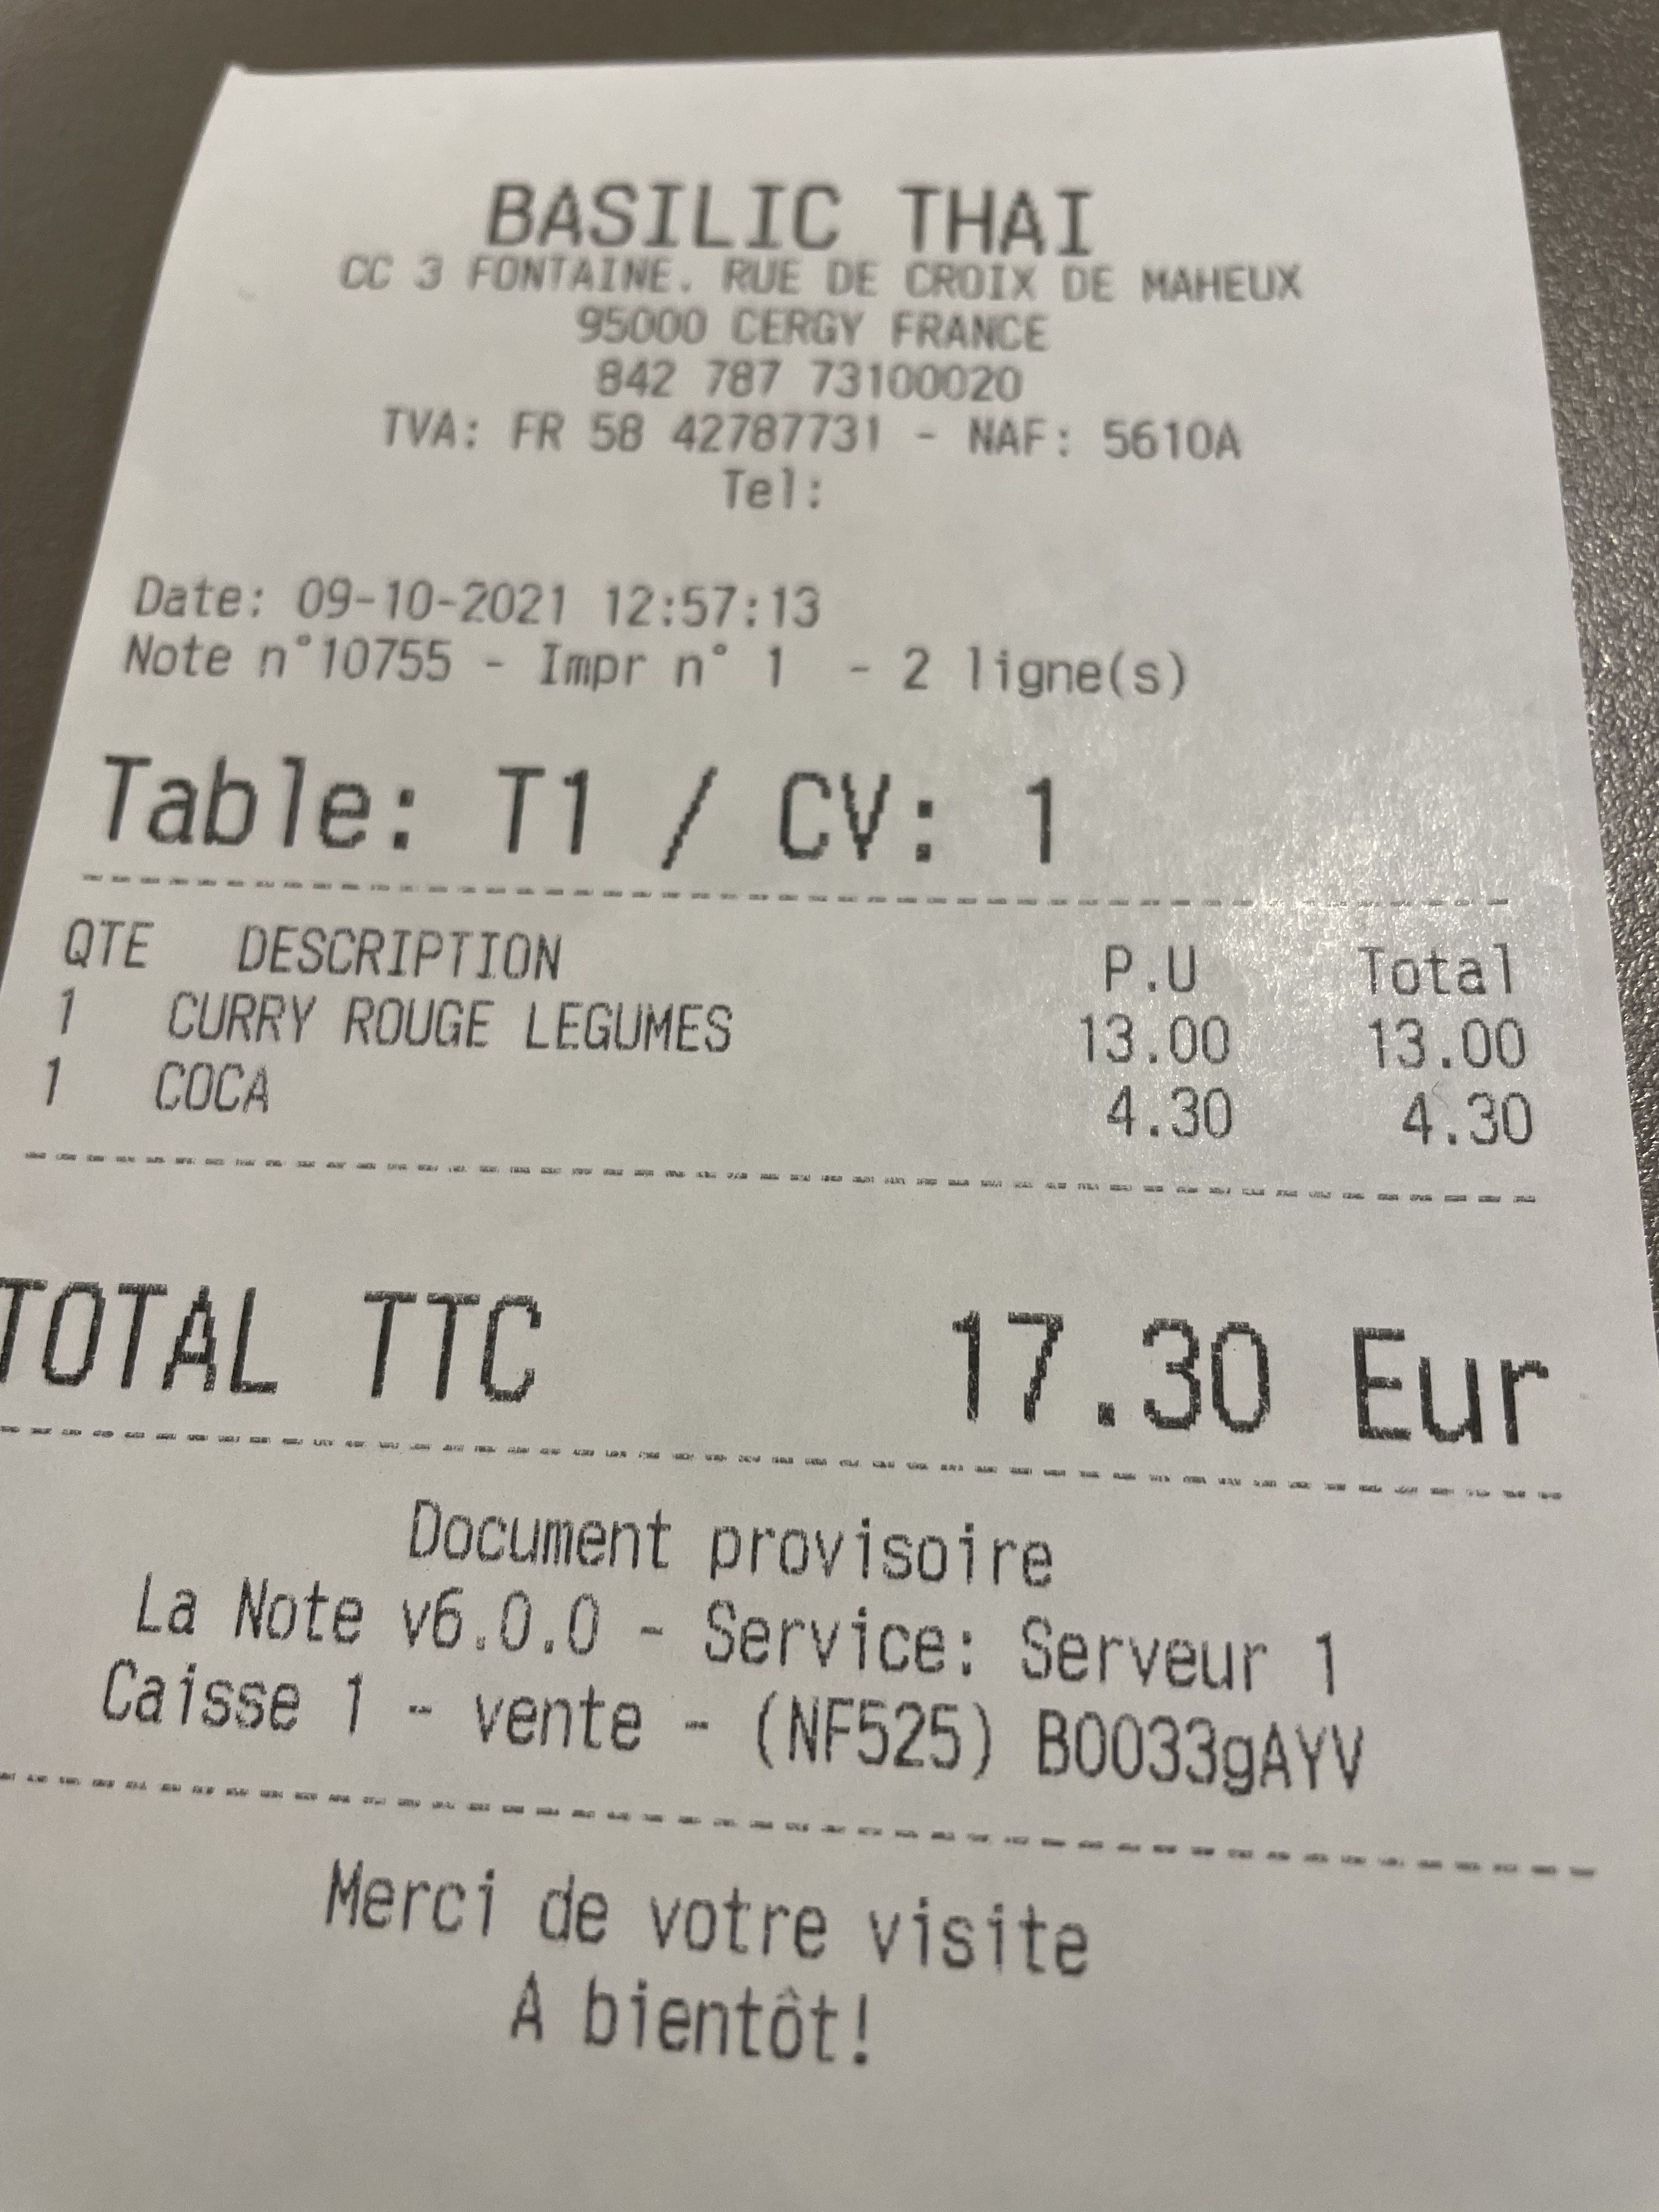 BASILIC THAI
CC 3 FONTAINE. RUE DE CROIX DE MAHEUX
95000 CERGY FRANCE
842 787 73100020
TVA: FR 58 42787731 - NAF: 5610A
Tel:
Date: 09-10-2021 12:57:13
Note n°10755 - Impr n° 1 - 2 ligne(s)
Table: T1 / CV: 1
QTE DESCRIPTION P.U Total
1 CURRY ROUGE LEGUMES 13.00 13.00
1 COCA 4.30 4.30
TOTAL TTC 17.30 Eur
Document provisoire
La Note v6.0.0 - Service: Serveur 1
Caisse 1 - vente - (NF525) B0033gAYV
Merci de votre visite
A bientôt!